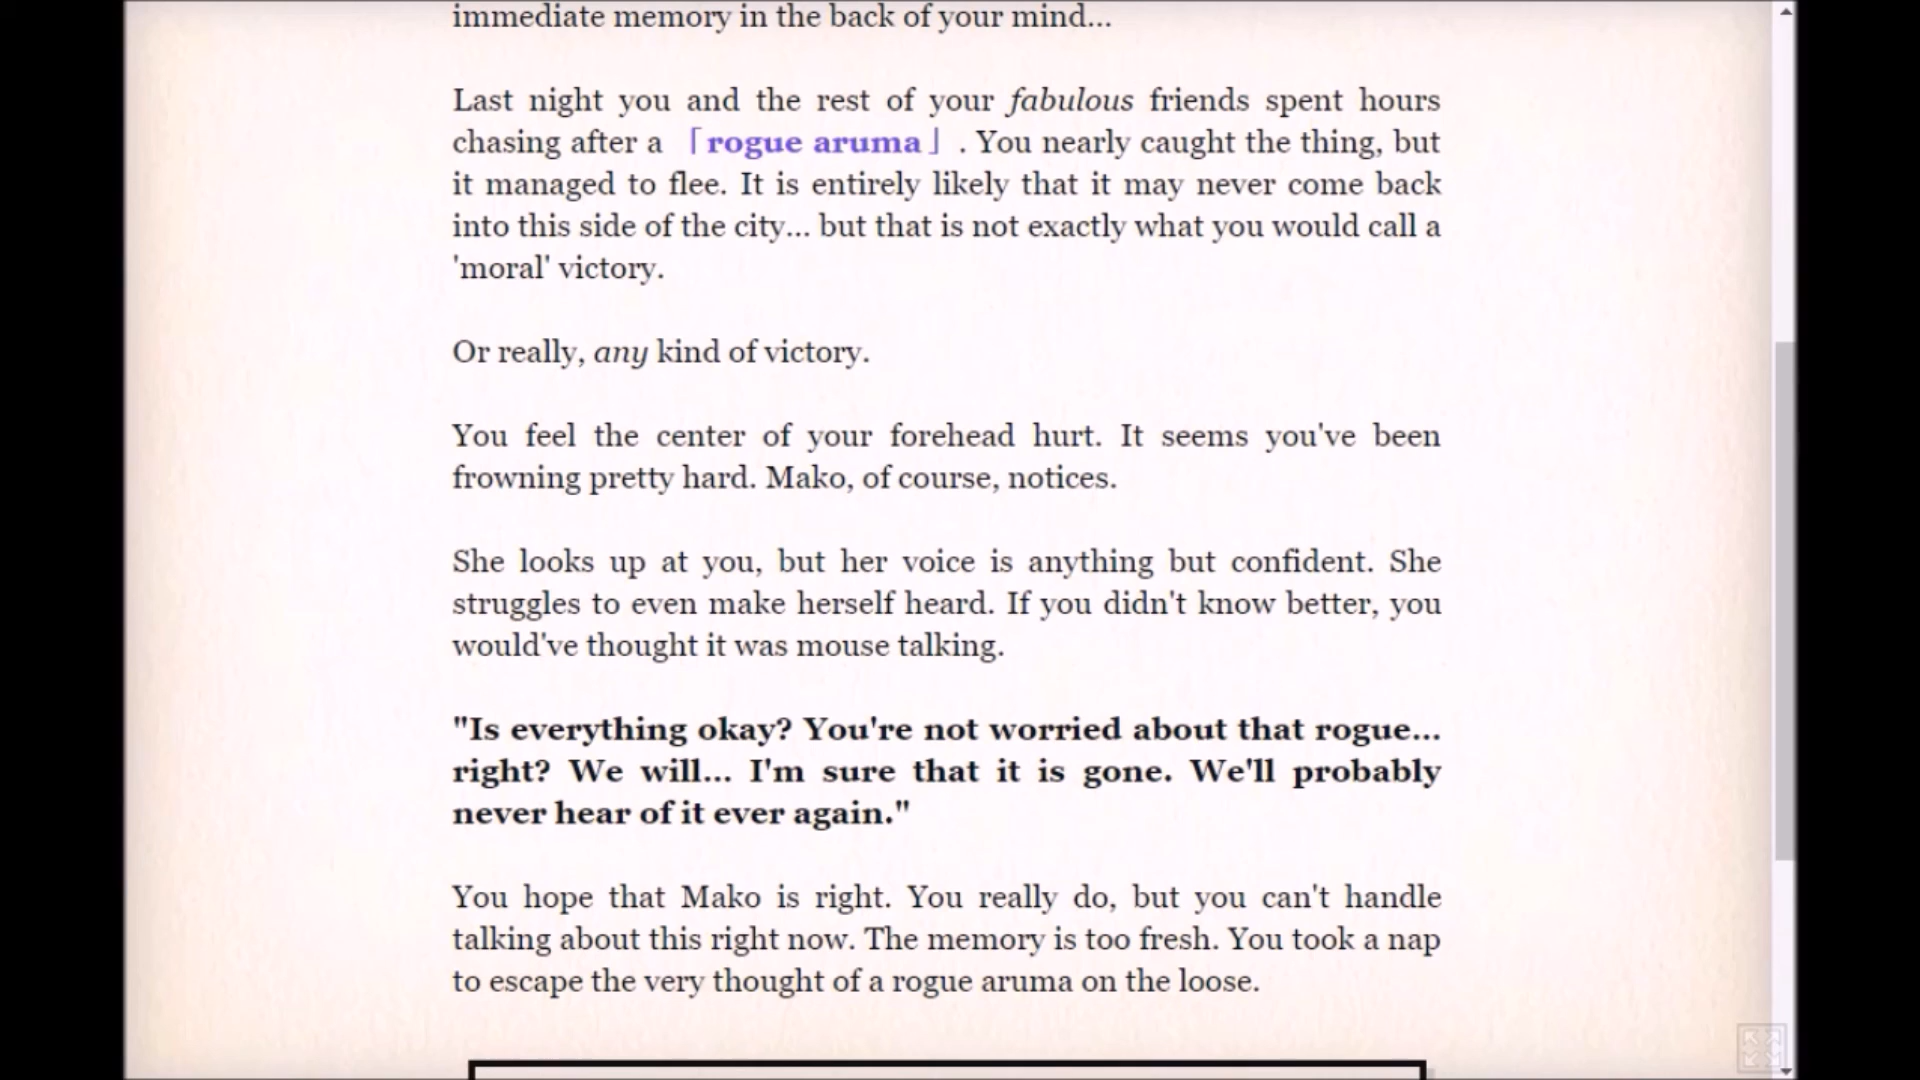 immediate memory in the back of your mind...
Last night you and the rest of your fabulous friends spent hours
chasing after a 「rogue aruma」 . You nearly caught the thing, but
it managed to flee. It is entirely likely that it may never come back
into this side of the city... but that is not exactly what you would call a
'moral' victory.
Or really, any kind of victory.
You feel the center of your forehead hurt. It seems you've been
frowning pretty hard. Mako, of course, notices.
She looks up at you, but her voice is anything but confident. She
struggles to even make herself heard. If you didn't know better, you
would've thought it was mouse talking.
"Is everything okay? You're not worried about that rogue...
right? We will... I'm sure that it is gone. We'll probably
never hear of it ever again."
You hope that Mako is right. You really do, but you can't handle
talking about this right now. The memory is too fresh. You took a nap
to escape the very thought of a rogue aruma on the loose.